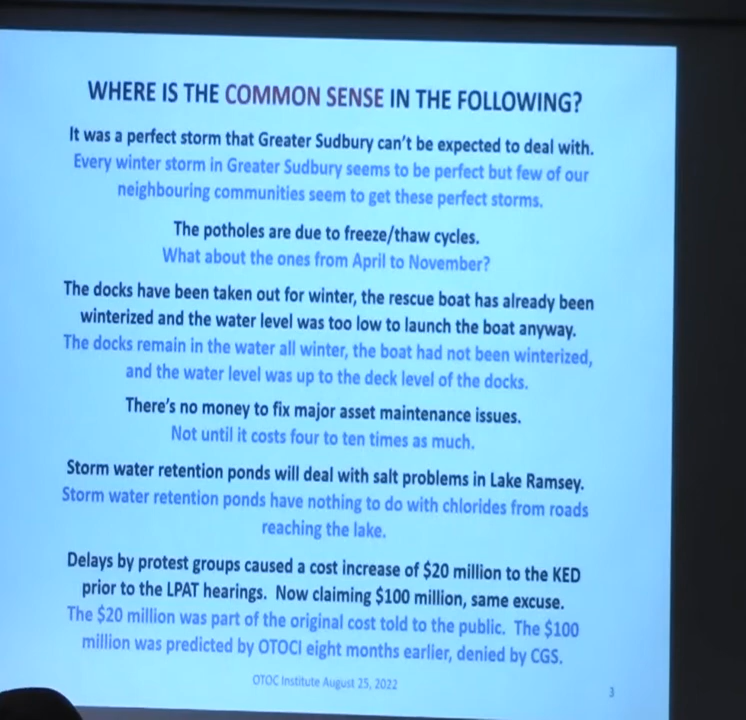 WHERE IS THE COMMON SENSE IN THE FOLLOWING?
It was a perfect storm that Greater Sudbury can't be expected to deal with.
Every winter storm in Greater Sudbury seems to be perfect but few of our
neighbouring communities seem to get these perfect storms.
The potholes are due to freeze/thaw cycles.
What about the ones from April to November?
The docks have been taken out for winter, the rescue boat has already been
winterized and the water level was too low to launch the boat anyway.
The docks remain in the water all winter, the boat had not been winterized,
and the water level was up to the deck level of the docks.
There's no money to fix major asset maintenance issues.
Not until it costs four to ten times as much.
Storm water retention ponds will deal with salt problems in Lake Ramsey.
Storm water retention ponds have nothing to do with chlorides from roads
reaching the lake.
Delays by protest groups caused a cost increase of $20 million to the KED
prior to the LPAT hearings.  Now claiming $100 million, same excuse.
The $20 million was part of the original cost told to the public.  The $100
million was predicted by OTOCI eight months earlier, denied by CGS.
OTOC Institute August 25, 2022
3